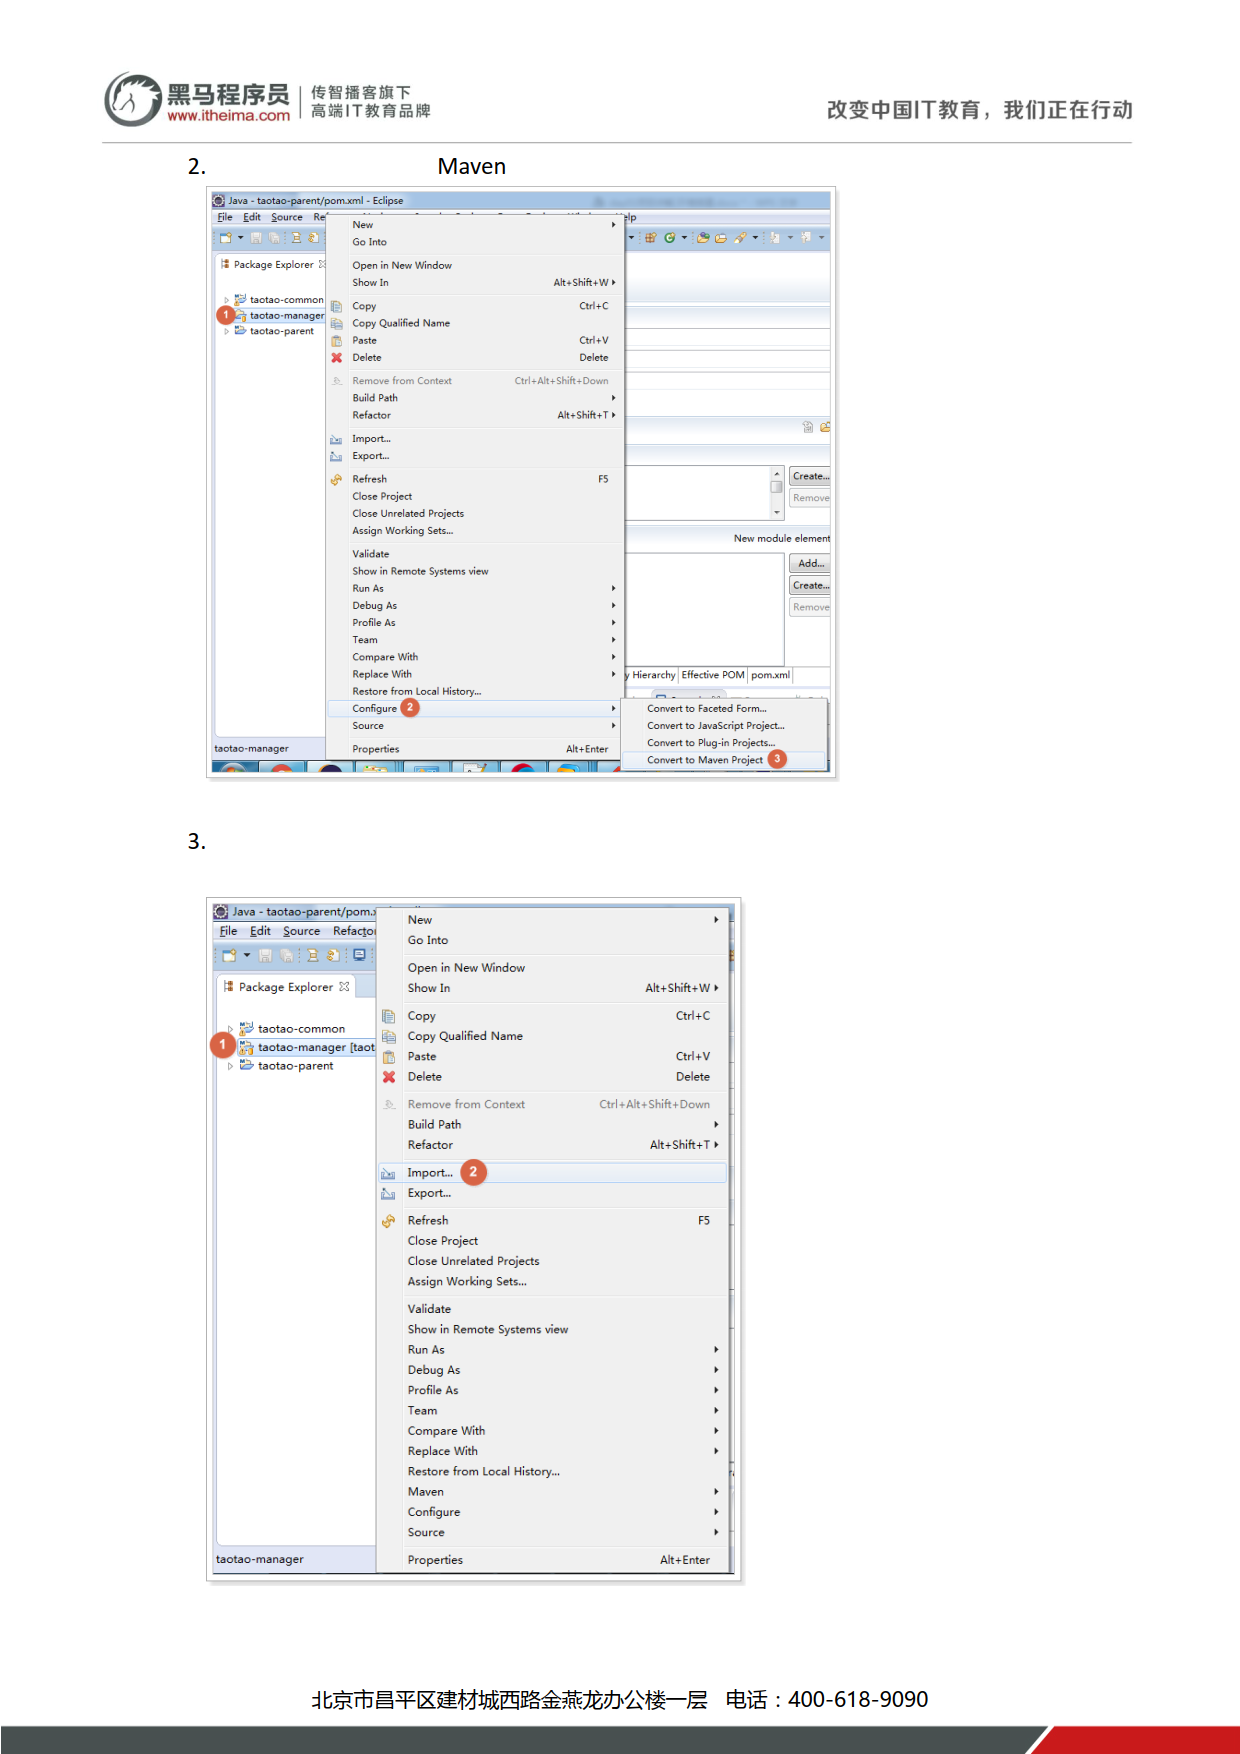 黑马程序员
www.itheima.com
传智播客旗下
高端IT教育品牌
改变中国IT教育，我们正在行动
2. Maven
Java - taotao-parent/pom.xml - Eclipse
File Edit Source Re
elp
Package Explorer
taotao-common
1 taotao-manager
taotao-parent
New
Go Into
Open in New Window
Show In Alt+Shift+W
Copy Ctrl+C
Copy Qualified Name
Paste Ctrl+V
Delete Delete
Remove from Context Ctrl+Alt+Shift+Down
Build Path
Refactor Alt+Shift+T
Import...
Export...
Refresh F5
Close Project
Close Unrelated Projects
Assign Working Sets...
Validate
Show in Remote Systems view
Run As
Debug As
Profile As
Team
Compare With
Replace With
Restore from Local History...
Configure 2
Source
Properties Alt+Enter
Create...
Remove
New module element
Add...
Create...
Remove
y Hierarchy Effective POM pom.xml
Convert to Faceted Form...
Convert to JavaScript Project...
Convert to Plug-in Projects...
Convert to Maven Project 3
taotao-manager
3.
Java - taotao-parent/pom.x
File Edit Source Refacto
Package Explorer
taotao-common
1 taotao-manager [taot
taotao-parent
New
Go Into
Open in New Window
Show In Alt+Shift+W
Copy Ctrl+C
Copy Qualified Name
Paste Ctrl+V
Delete Delete
Remove from Context Ctrl+Alt+Shift+Down
Build Path
Refactor Alt+Shift+T
Import... 2
Export...
Refresh F5
Close Project
Close Unrelated Projects
Assign Working Sets...
Validate
Show in Remote Systems view
Run As
Debug As
Profile As
Team
Compare With
Replace With
Restore from Local History...
Maven
Configure
Source
Properties Alt+Enter
taotao-manager
北京市昌平区建材城西路金燕龙办公楼一层 电话：400-618-9090